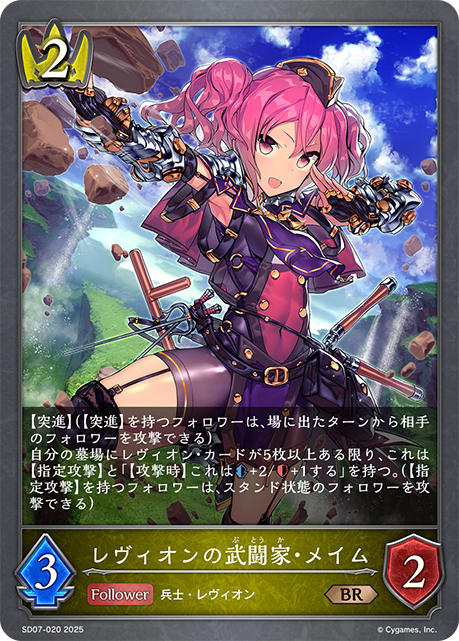 2
【突進】(【突進】を持つフォロワーは、場に出たターンから相手
のフォロワーを攻撃できる)
自分の墓場にレヴィオン・カードが5枚以上ある限り、これは
【指定攻撃】と「【攻撃時】これは+2/+1する」を持つ。(【指
定攻撃】を持つフォロワーは、スタンド状態のフォロワーを攻
撃できる)
ぶとうか
レヴィオンの武闘家・メイム
3
Follower 兵士・レヴィオン
BR
2
SD07-020 2025
© Cygames, Inc.